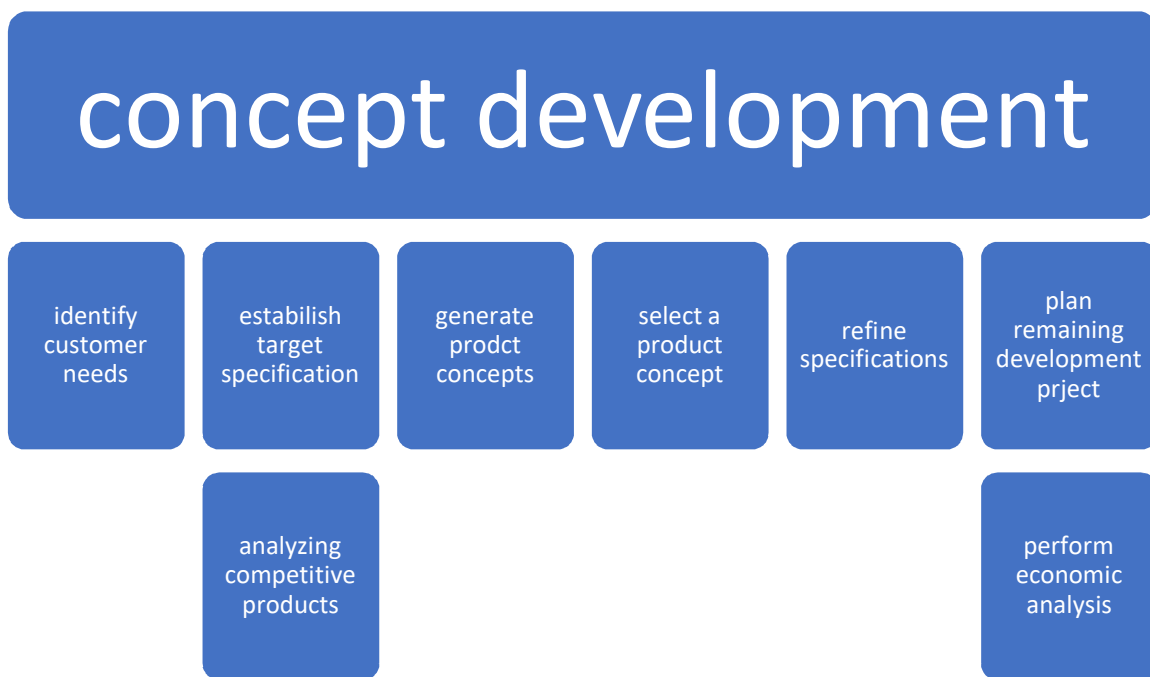 concept development
identify
customer
needs
estabilish
target
specification
generate
prodct
concepts
select a
product
concept
refine
specifications
plan
remaining
development
prject
analyzing
competitive
products
perform
economic
analysis